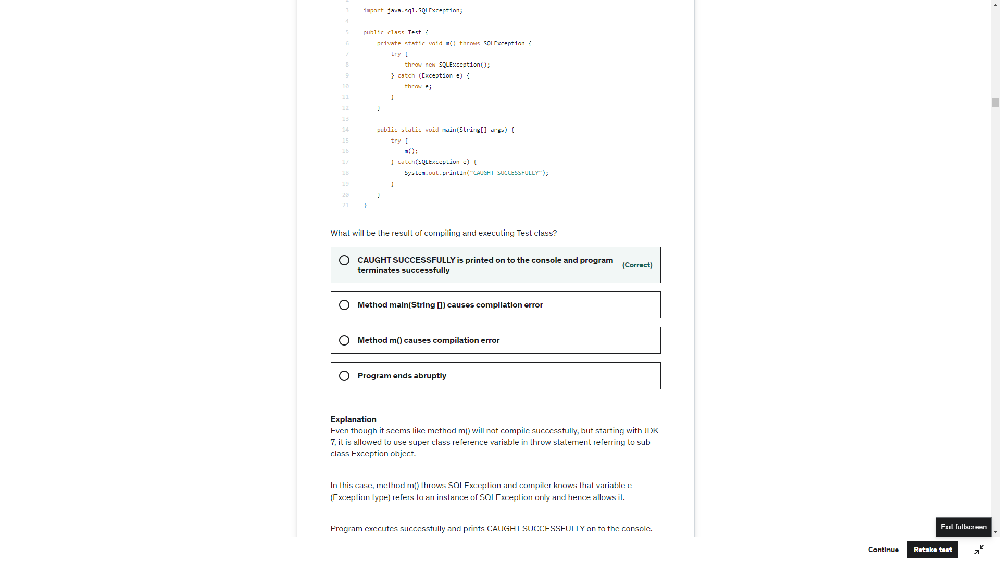 2
3 import java.sql.SQLException;
4
5 public class Test {
6 private static void m() throws SQLException {
7 try {
8 throw new SQLException();
9 } catch (Exception e) {
10 throw e;
11 }
12 }
13
14 public static void main(String[] args) {
15 try {
16 m();
17 } catch(SQLException e) {
18 System.out.println("CAUGHT SUCCESSFULLY");
19 }
20 }
21 }
What will be the result of compiling and executing Test class?
CAUGHT SUCCESSFULLY is printed on to the console and program
terminates successfully
(Correct)
Method main(String []) causes compilation error
Method m() causes compilation error
Program ends abruptly
Explanation
Even though it seems like method m() will not compile successfully, but starting with JDK
7, it is allowed to use super class reference variable in throw statement referring to sub
class Exception object.
In this case, method m() throws SQLException and compiler knows that variable e
(Exception type) refers to an instance of SQLException only and hence allows it.
Program executes successfully and prints CAUGHT SUCCESSFULLY on to the console.
Exit fullscreen
Continue
Retake test